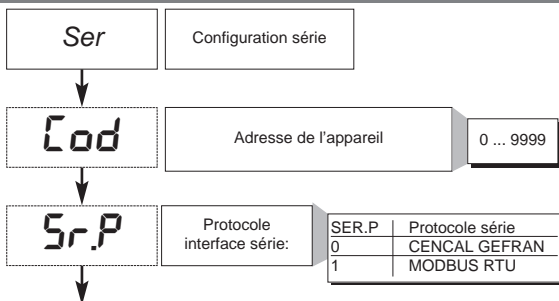 Ser
Configuration série
Cod
Adresse de l'appareil
0 ... 9999
Sr.P
Protocole
interface série:
SER.P Protocole série
0 CENCAL GEFRAN
1 MODBUS RTU